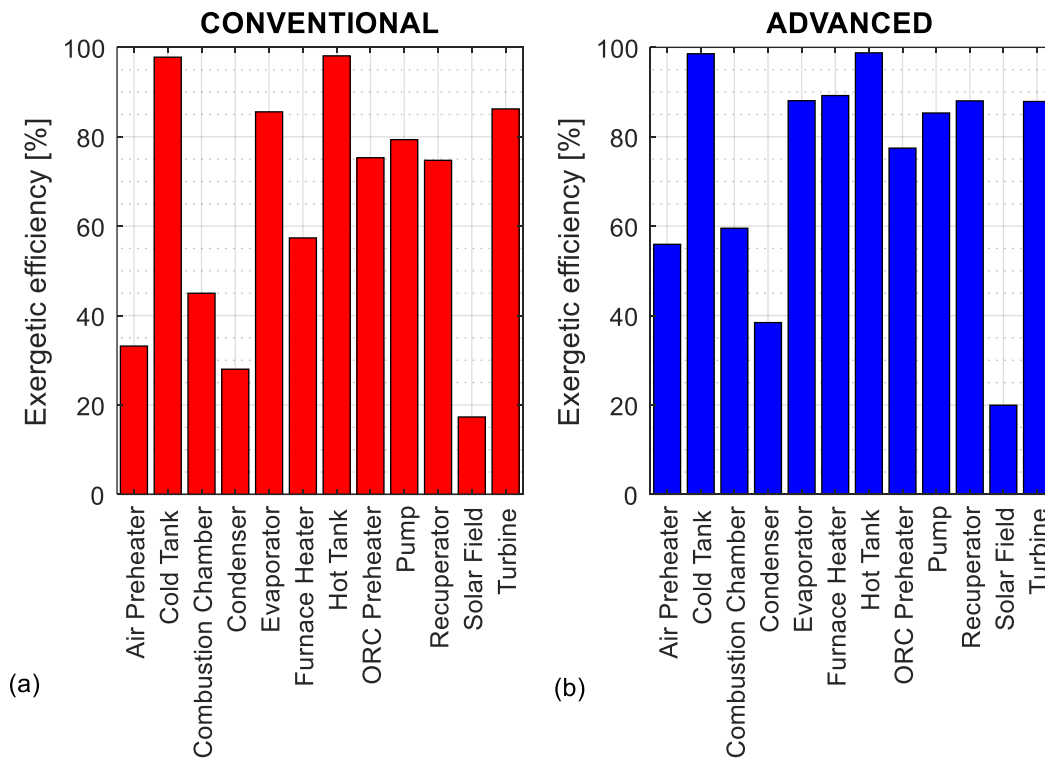 CONVENTIONAL
Exergetic efficiency [%]
100
80
60
40
20
0
Air Preheater
Cold Tank
Combustion Chamber
Condenser
Evaporator
Furnace Heater
Hot Tank
ORC Preheater
Pump
Recuperator
Solar Field
Turbine
(a)
ADVANCED
Exergetic efficiency [%]
100
80
60
40
20
0
Air Preheater
Cold Tank
Combustion Chamber
Condenser
Evaporator
Furnace Heater
Hot Tank
ORC Preheater
Pump
Recuperator
Solar Field
Turbine
(b)